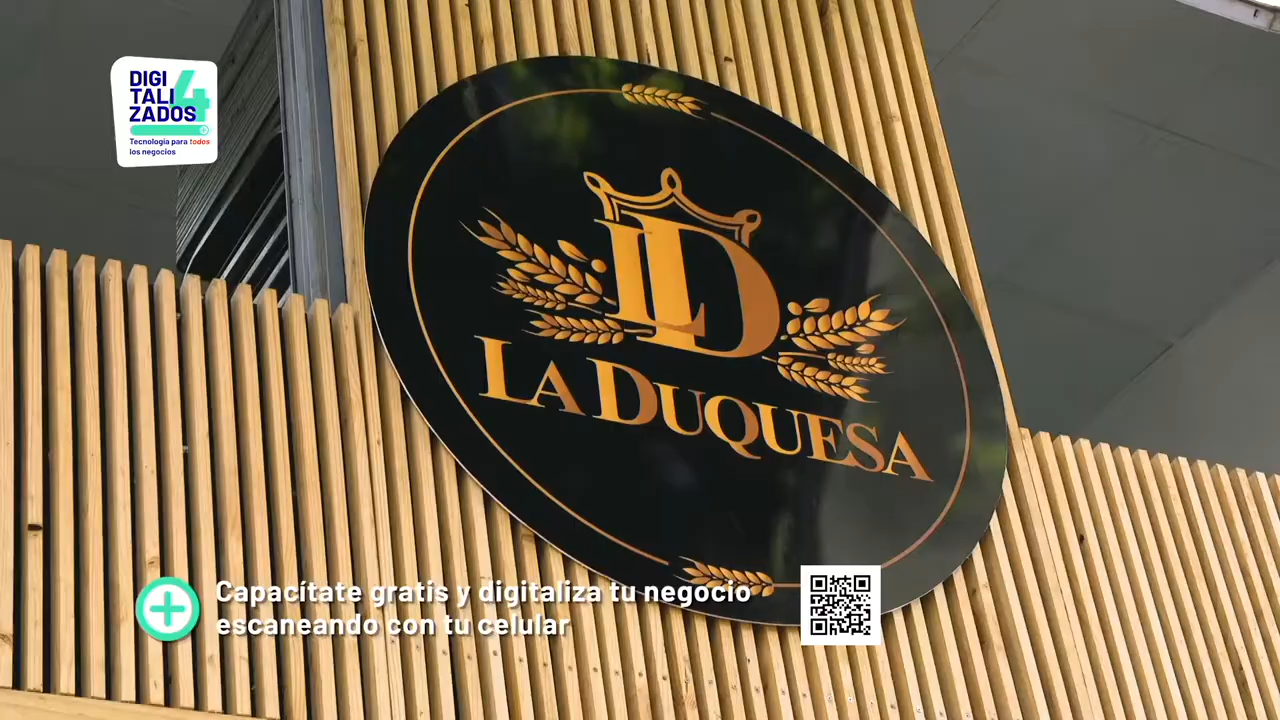 DIGI
TALI
ZADOS
4
Tecnología para todos
los negocios
LD
LA DUQUESA
Capacítate gratis y digitaliza tu negocio
escaneando con tu celular